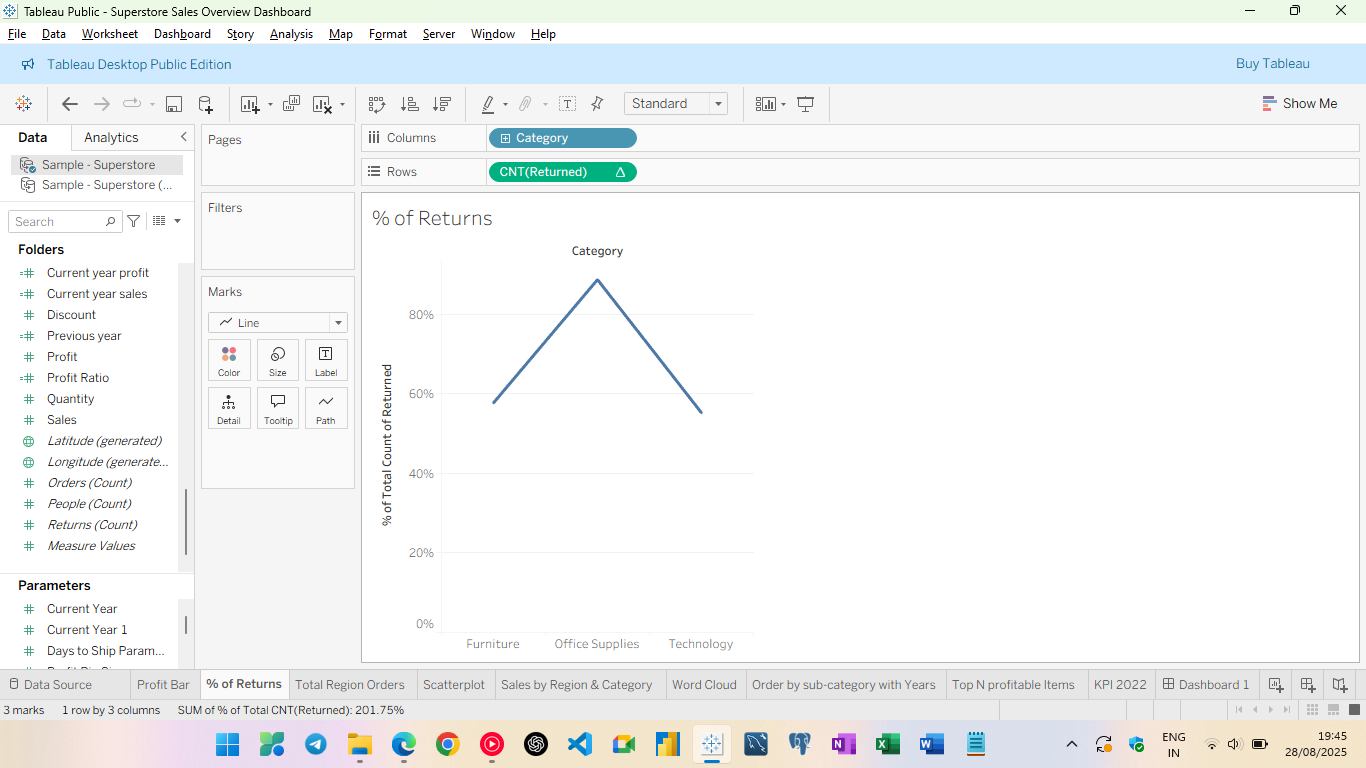 Tableau Public - Superstore Sales Overview Dashboard
File Data Worksheet Dashboard Story Analysis Map Format Server Window Help
Tableau Desktop Public Edition Buy Tableau
Standard Show Me
Data Analytics
Sample - Superstore
Sample - Superstore (...
Search
Folders
Current year profit
Current year sales
Discount
Previous year
Profit
Profit Ratio
Quantity
Sales
Latitude (generated)
Longitude (generate...
Orders (Count)
People (Count)
Returns (Count)
Measure Values
Parameters
Current Year
Current Year 1
Days to Ship Param...
Pages
Filters
Marks
Line
Color Size Label
Detail Tooltip Path
Columns Category
Rows CNT(Returned)
% of Returns
Category
% of Total Count of Returned
80%
60%
40%
20%
0%
Furniture Office Supplies Technology
Data Source Profit Bar % of Returns Total Region Orders Scatterplot Sales by Region & Category Word Cloud Order by sub-category with Years Top N profitable Items KPI 2022 Dashboard 1
3 marks 1 row by 3 columns SUM of % of Total CNT(Returned): 201.75%
ENG
IN
19:45
28/08/2025